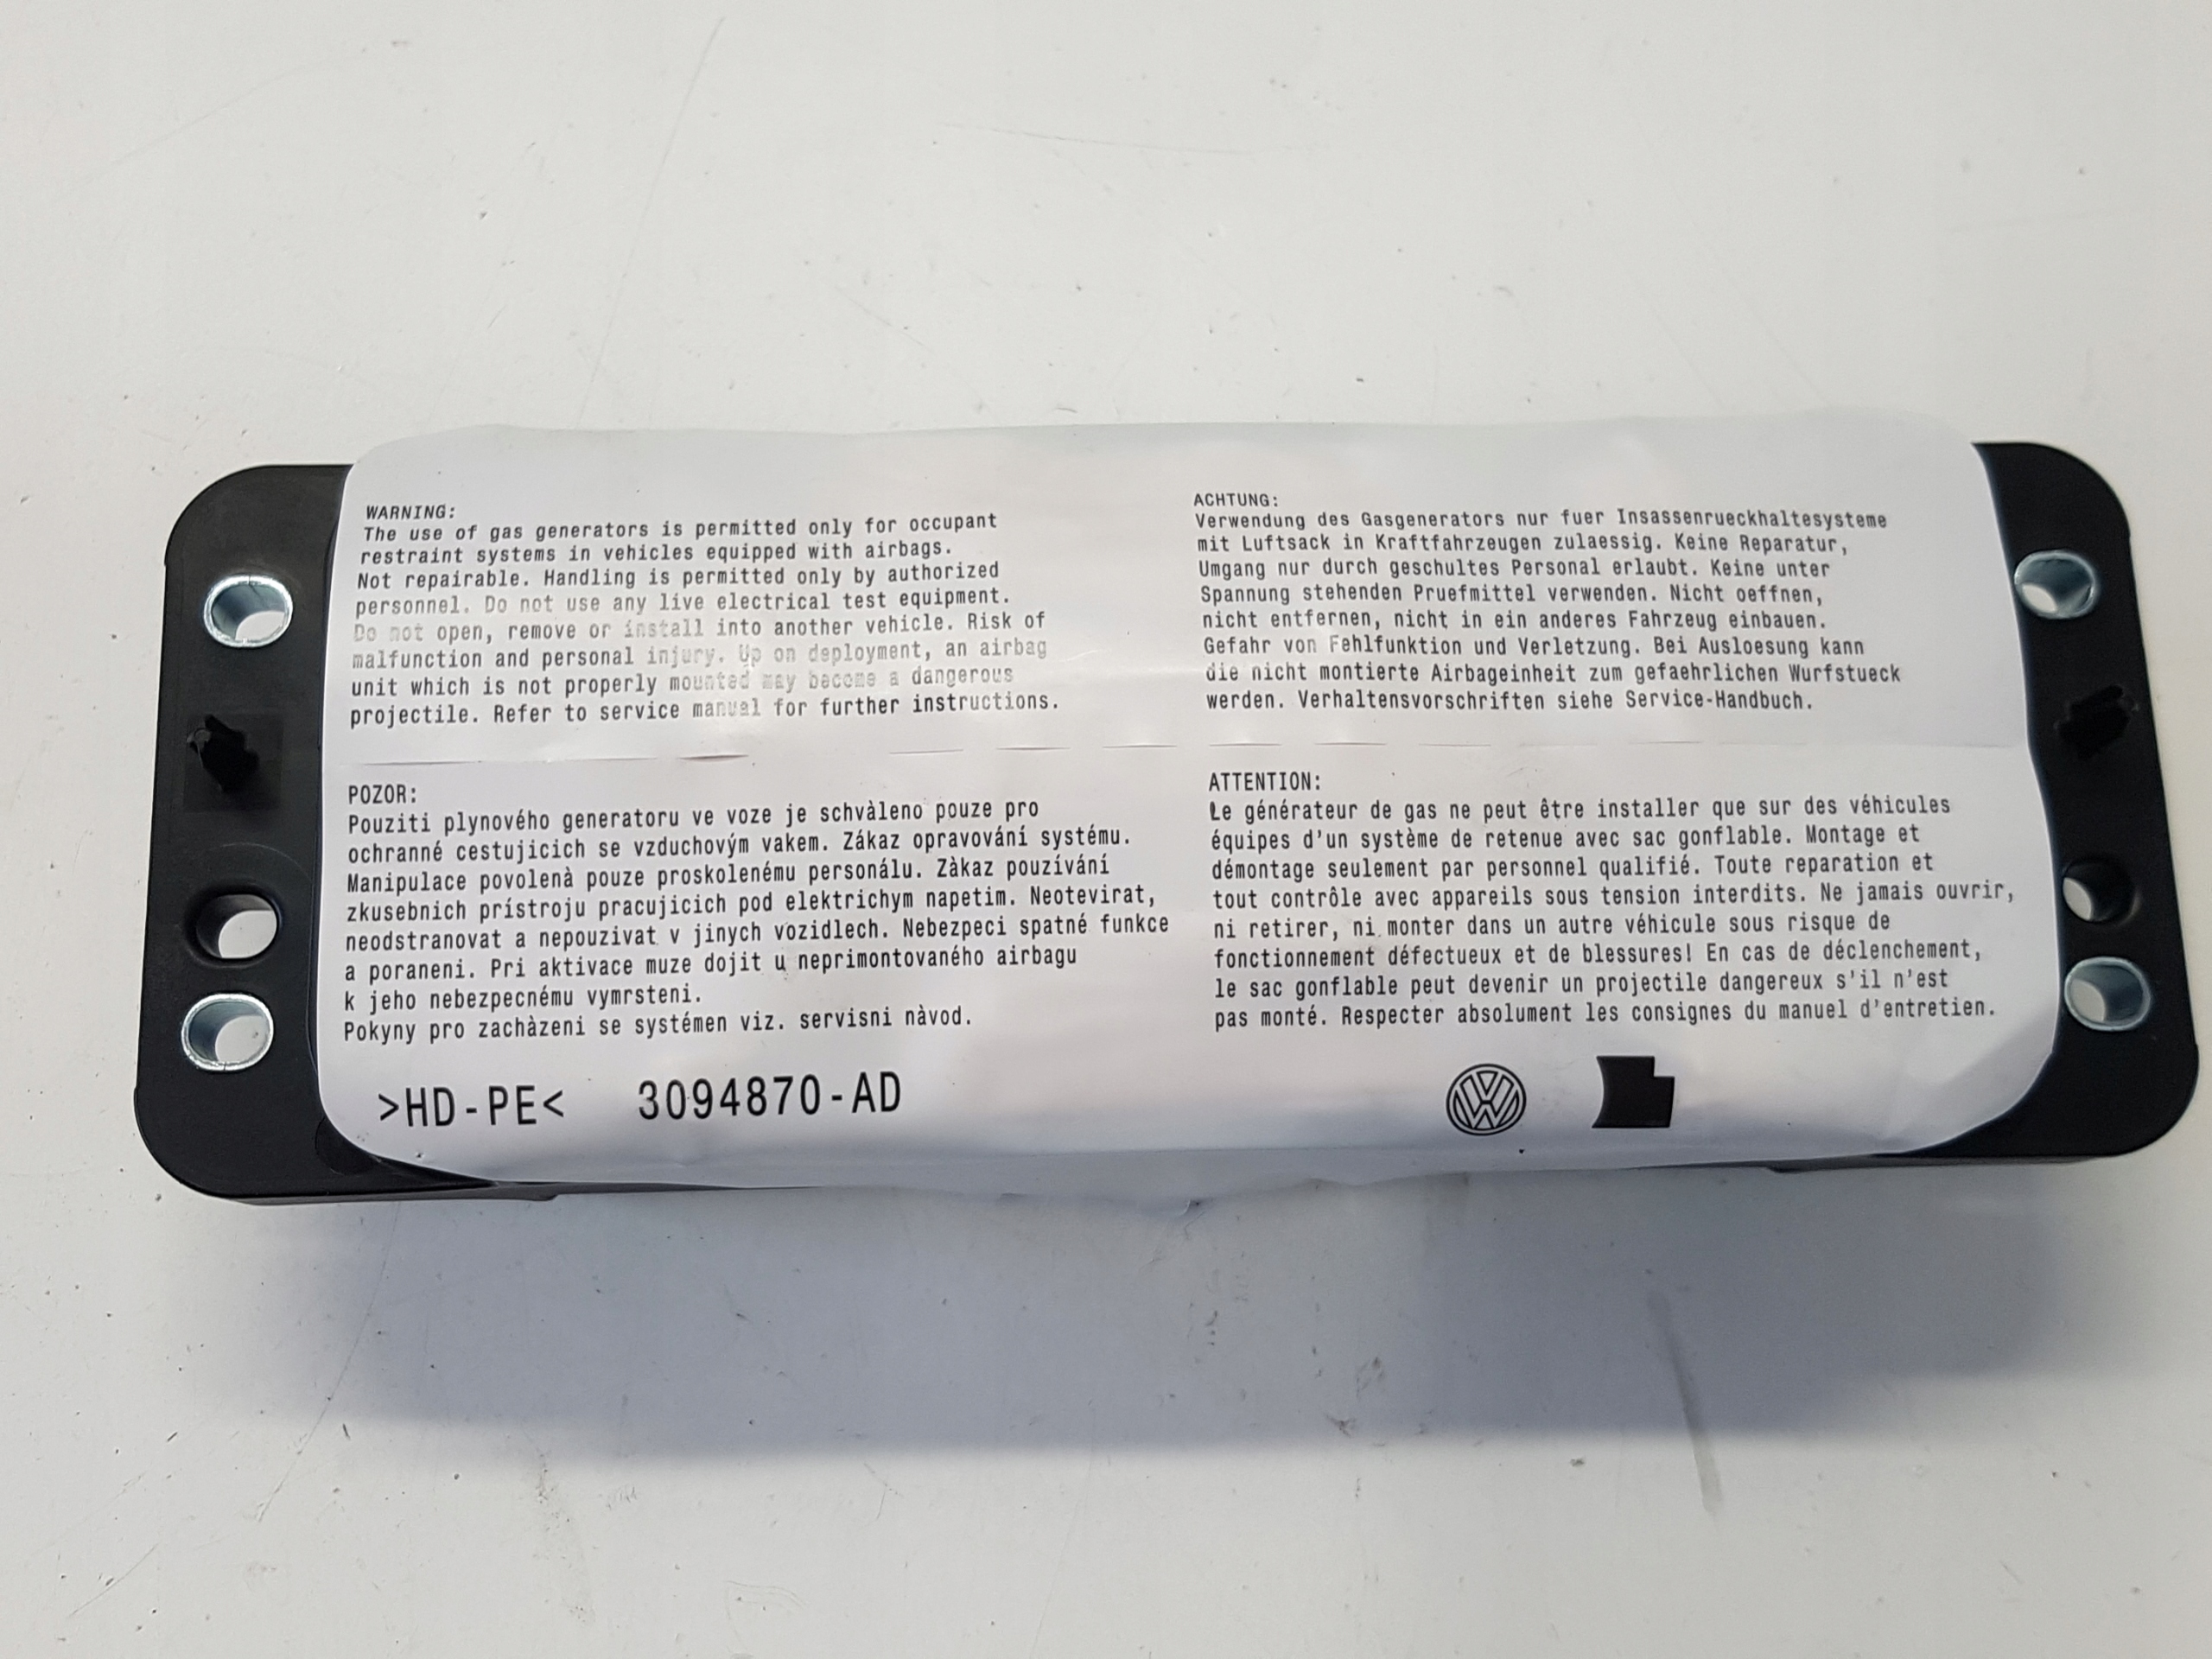 WARNING:
The use of gas generators is permitted only for occupant
restraint systems in vehicles equipped with airbags.
Not repairable. Handling is permitted only by authorized
personnel. Do not use any live electrical test equipment.
Do not open, remove or install into another vehicle. Risk of
malfunction and personal injury. Up on deployment, an airbag
unit which is not properly mounted may become a dangerous
projectile. Refer to service manual for further instructions.
ACHTUNG:
Verwendung des Gasgenerators nur fuer Insassenrueckhaltesysteme
mit Luftsack in Kraftfahrzeugen zulaessig. Keine Reparatur,
Umgang nur durch geschultes Personal erlaubt. Keine unter
Spannung stehenden Pruefmittel verwenden. Nicht oeffnen,
nicht entfernen, nicht in ein anderes Fahrzeug einbauen.
Gefahr von Fehlfunktion und Verletzung. Bei Ausloesung kann
die nicht montierte Airbageinheit zum gefaehrlichen Wurfstueck
werden. Verhaltensvorschriften siehe Service-Handbuch.
POZOR:
Pouziti plynového generatoru ve voze je schvàleno pouze pro
ochranné cestujicich se vzduchovým vakem. Zákaz opravování systému.
Manipulace povolenà pouze proskolenému personálu. Zàkaz pouzívání
zkusebnich prístroju pracujicich pod elektrichym napetim. Neotevirat,
neodstranovat a nepouzivat v jinych vozidlech. Nebezpeci spatné funkce
a poraneni. Pri aktivace muze dojit u neprimontovaného airbagu
k jeho nebezpecnému vymrsteni.
Pokyny pro zachàzeni se systémen viz. servisni nàvod.
ATTENTION:
Le générateur de gas ne peut être installer que sur des véhicules
équipes d'un système de retenue avec sac gonflable. Montage et
démontage seulement par personnel qualifié. Toute reparation et
tout contrôle avec appareils sous tension interdits. Ne jamais ouvrir,
ni retirer, ni monter dans un autre véhicule sous risque de
fonctionnement défectueux et de blessures! En cas de déclenchement,
le sac gonflable peut devenir un projectile dangereux s'il n'est
pas monté. Respecter absolument les consignes du manuel d'entretien.
>HD-PE< 3094870-AD
VW